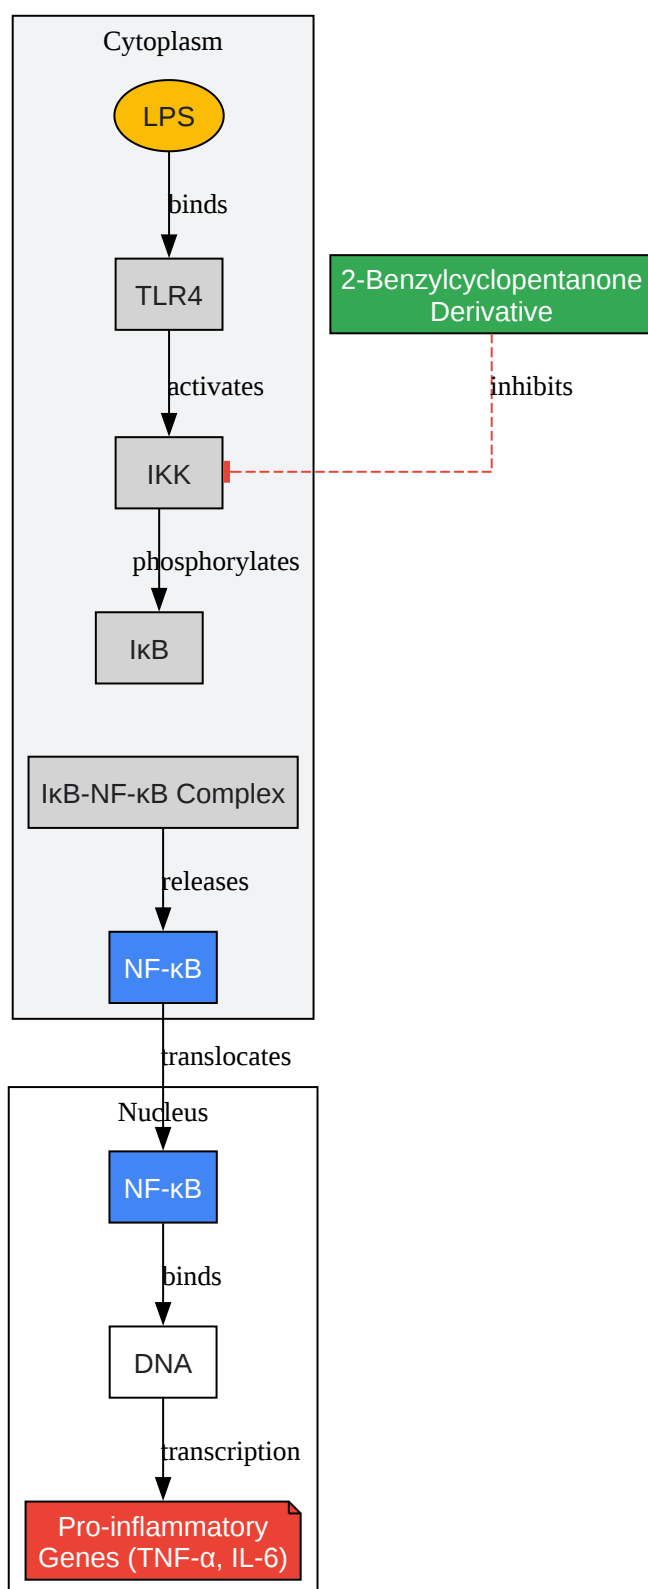 Cytoplasm
LPS
binds
TLR4
2-Benzylcyclopentanone
Derivative
activates
inhibits
IKK
phosphorylates
IκB
IκB-NF-κB Complex
releases
NF-κB
translocates
Nucleus
NF-κB
binds
DNA
transcription
Pro-inflammatory
Genes (TNF-α, IL-6)